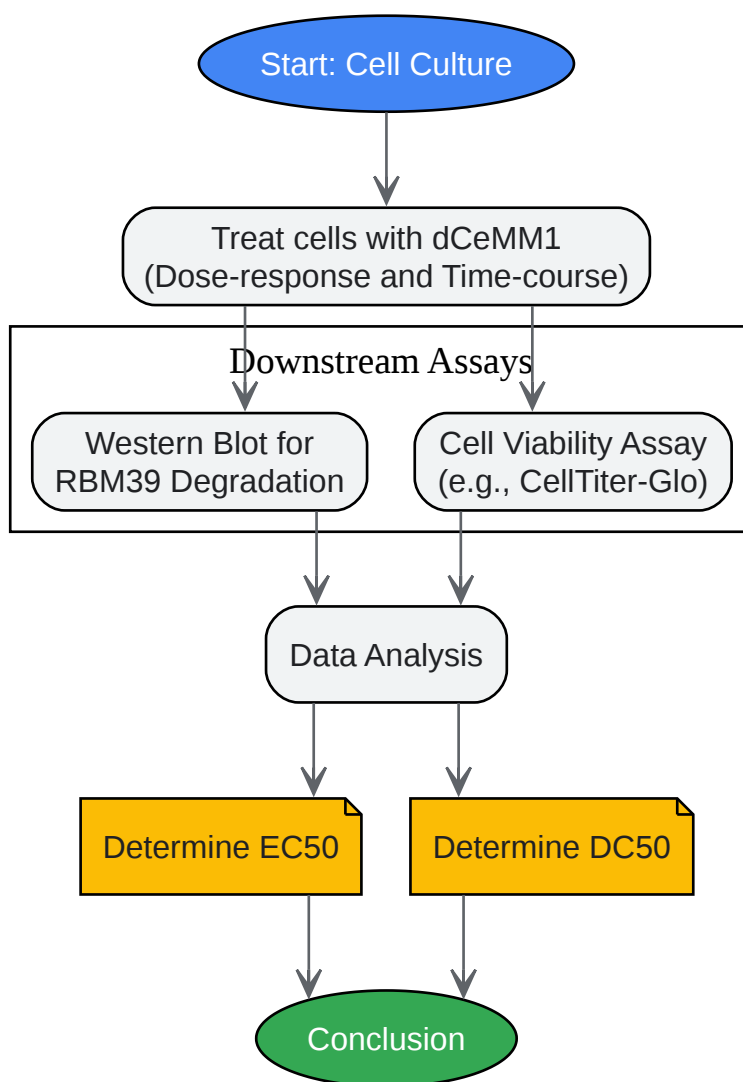 Start: Cell Culture
Treat cells with dCeMM1
(Dose-response and Time-course)
Downstream Assays
Western Blot for
RBM39 Degradation
Cell Viability Assay
(e.g., CellTiter-Glo)
Data Analysis
Determine EC50
Determine DC50
Conclusion